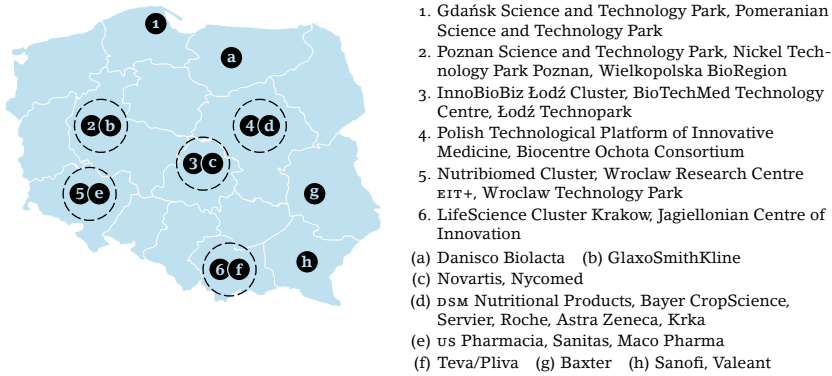 1
a
2 b
4 d
3 c
5 e
g
6 f
h
1. Gdańsk Science and Technology Park, Pomeranian
Science and Technology Park
2. Poznan Science and Technology Park, Nickel Tech-
nology Park Poznan, Wielkopolska BioRegion
3. InnoBioBiz Łodź Cluster, BioTechMed Technology
Centre, Łodź Technopark
4. Polish Technological Platform of Innovative
Medicine, Biocentre Ochota Consortium
5. Nutribiomed Cluster, Wroclaw Research Centre
EIT+, Wroclaw Technology Park
6. LifeScience Cluster Krakow, Jagiellonian Centre of
Innovation
(a) Danisco Biolacta (b) GlaxoSmithKline
(c) Novartis, Nycomed
(d) DSM Nutritional Products, Bayer CropScience,
Servier, Roche, Astra Zeneca, Krka
(e) US Pharmacia, Sanitas, Maco Pharma
(f) Teva/Pliva (g) Baxter (h) Sanofi, Valeant